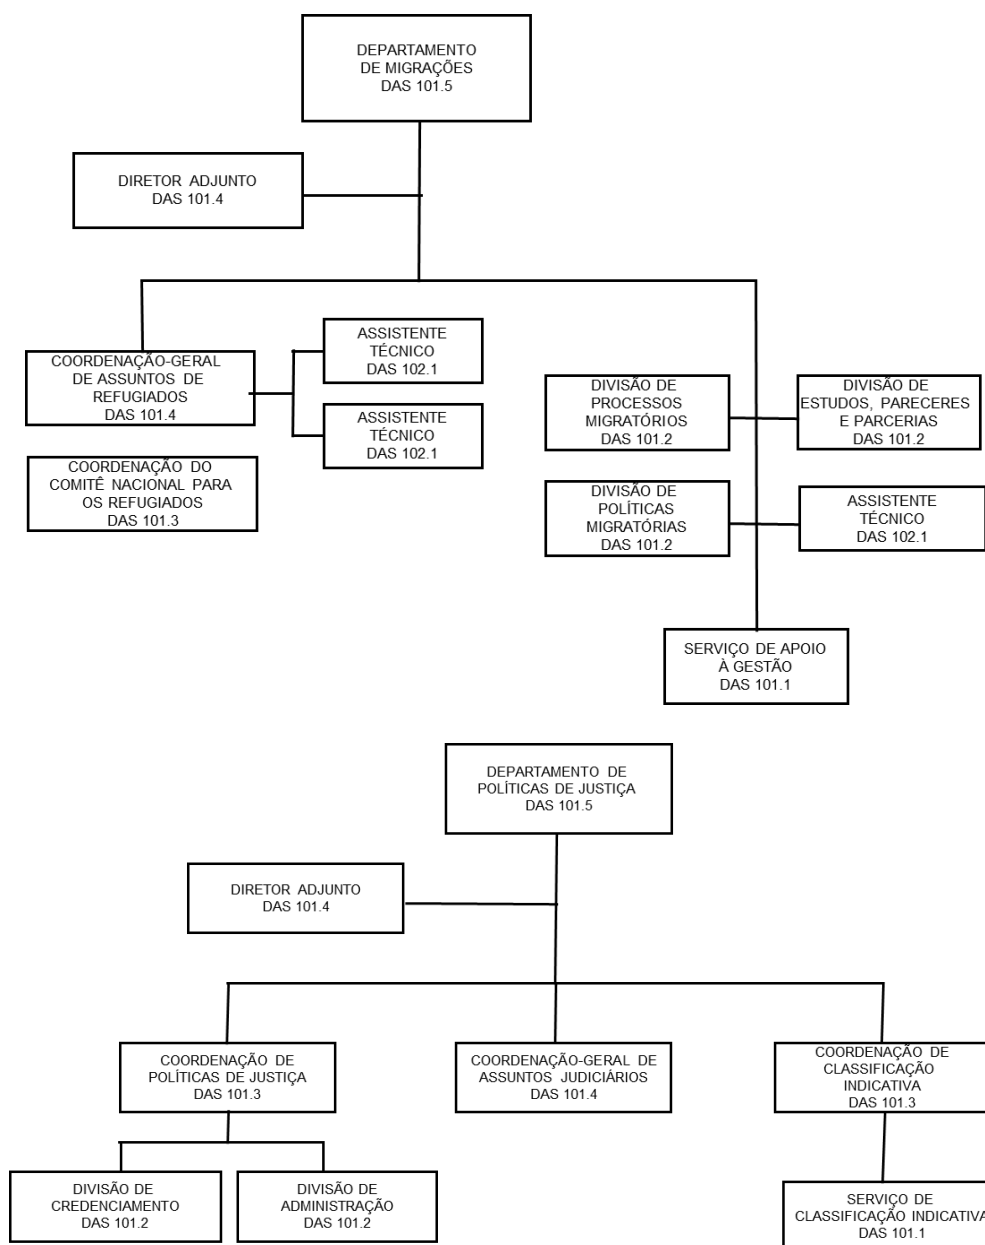 DEPARTAMENTO
DE MIGRAÇÕES
DAS 101.5
DIRETOR ADJUNTO
DAS 101.4
COORDENAÇÃO-GERAL
DE ASSUNTOS DE
REFUGIADOS
DAS 101.4
ASSISTENTE
TÉCNICO
DAS 102.1
ASSISTENTE
TÉCNICO
DAS 102.1
COORDENAÇÃO DO
COMITÊ NACIONAL PARA
OS REFUGIADOS
DAS 101.3
DIVISÃO DE
PROCESSOS
MIGRATÓRIOS
DAS 101.2
DIVISÃO DE
ESTUDOS, PARECERES
E PARCERIAS
DAS 101.2
DIVISÃO DE
POLÍTICAS
MIGRATÓRIAS
DAS 101.2
ASSISTENTE
TÉCNICO
DAS 102.1
SERVIÇO DE APOIO
À GESTÃO
DAS 101.1
DEPARTAMENTO DE
POLÍTICAS DE JUSTIÇA
DAS 101.5
DIRETOR ADJUNTO
DAS 101.4
COORDENAÇÃO DE
POLÍTICAS DE JUSTIÇA
DAS 101.3
COORDENAÇÃO-GERAL DE
ASSUNTOS JUDICIÁRIOS
DAS 101.4
COORDENAÇÃO DE
CLASSIFICAÇÃO
INDICATIVA
DAS 101.3
DIVISÃO DE
CREDENCIAMENTO
DAS 101.2
DIVISÃO DE
ADMINISTRAÇÃO
DAS 101.2
SERVIÇO DE
CLASSIFICAÇÃO INDICATIVA
DAS 101.1